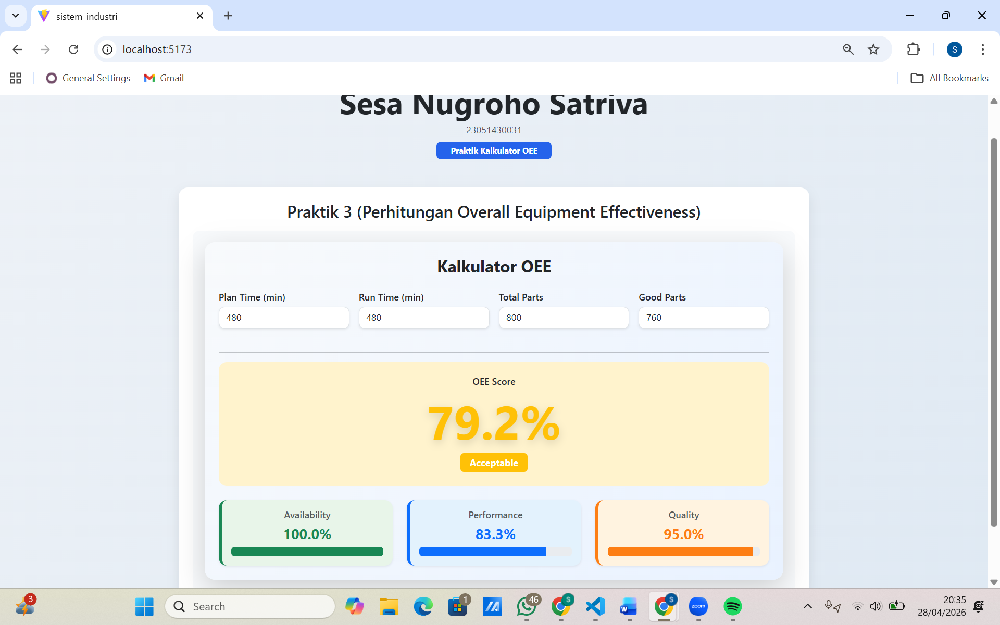 sistem-industri
localhost:5173
S
General Settings
Gmail
All Bookmarks
Sesa Nugroho Satriva
23051430031
Praktik Kalkulator OEE
Praktik 3 (Perhitungan Overall Equipment Effectiveness)
Kalkulator OEE
Plan Time (min)
Run Time (min)
Total Parts
Good Parts
480
480
800
760
OEE Score
79.2%
Acceptable
Availability
Performance
Quality
100.0%
83.3%
95.0%
3
Search
1
46
S
W
S
zoom
20:35
28/04/2026